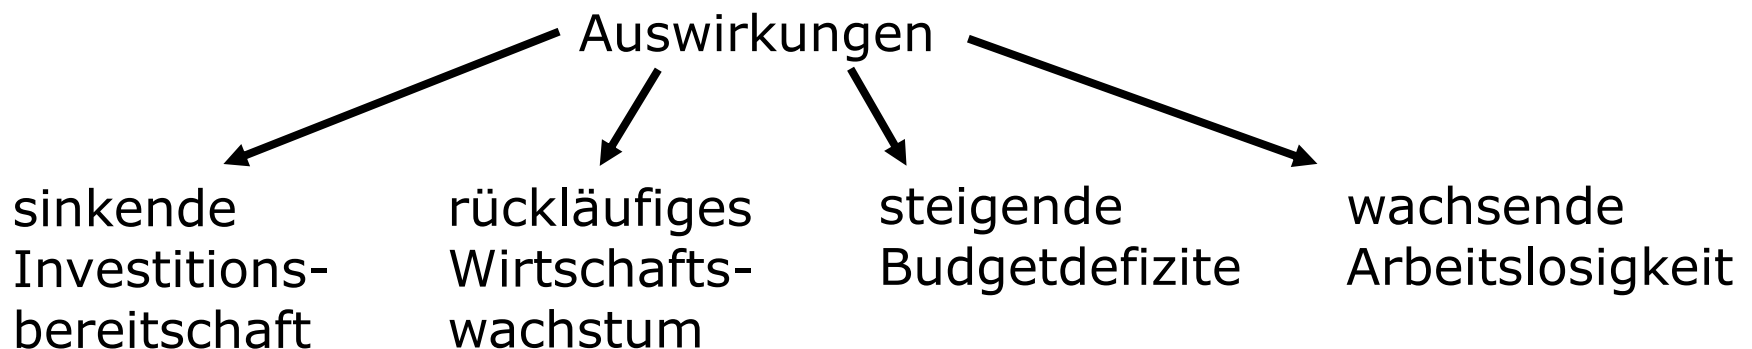 Auswirkungen
sinkende
Investitions-
bereitschaft
rückläufiges
Wirtschafts-
wachstum
steigende
Budgetdefizite
wachsende
Arbeitslosigkeit